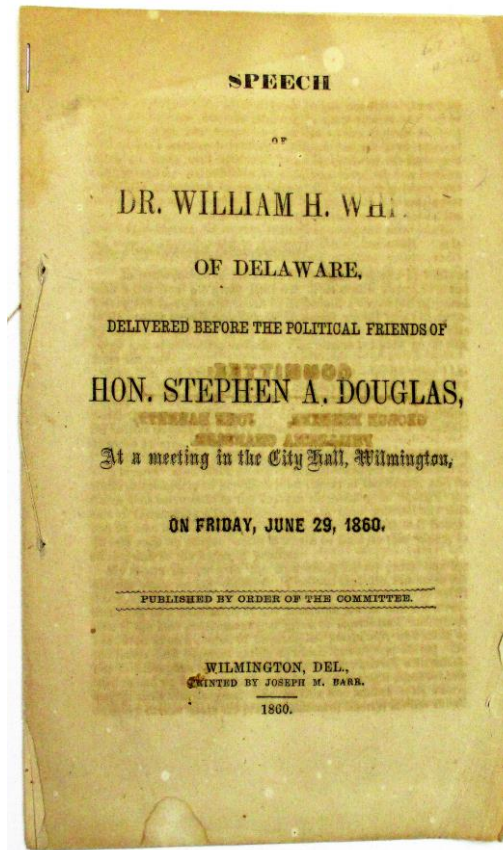 SPEECH
OF
DR. WILLIAM H.
OF DELAWARE,
DELIVERED BEFORE THE POLITICAL FRIENDS OF
HON. STEPHEN A. DOUGLAS,
At a meeting in the City Hall, Wilmington,
ON FRIDAY, JUNE 29, 1860.
PUBLISHED BY ORDER OF THE COMMITTEE.
WILMINGTON, DEL.,
PRINTED BY JOSEPH M. BARR.
1860.